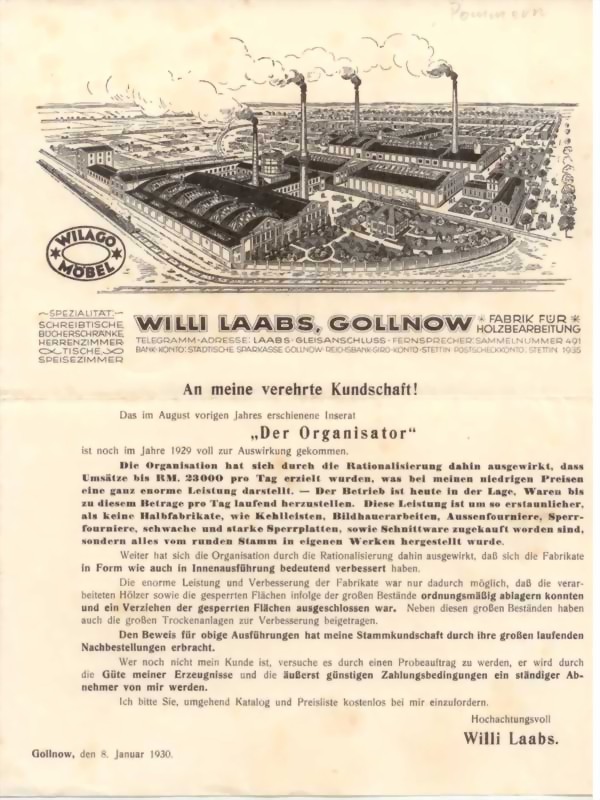 Pommern
WILAGO
MÖBEL
SPEZIALITÄT:
SCHREIBTISCHE
BÜCHERSCHRÄNKE
HERRENZIMMER
TISCHE
SPEISEZIMMER
WILLI LAABS, GOLLNOW
FABRIK FÜR
HOLZBEARBEITUNG
TELEGRAMM-ADRESSE: LAABS-GLEISANSCHLUSS-FERNSPRECHER: SAMMELNUMMER 491
BANK-KONTO: STÄDTISCHE SPARKASSE GOLLNOW REICHSBANK-GIRO-KONTO-STETTIN POSTSCHECKKONTO: STETTIN 1935
An meine verehrte Kundschaft!
Das im August vorigen Jahres erschienene Inserat
„Der Organisator“
ist noch im Jahre 1929 voll zur Auswirkung gekommen.
Die Organisation hat sich durch die Rationalisierung dahin ausgewirkt, dass
Umsätze bis RM. 23000 pro Tag erzielt wurden, was bei meinen niedrigen Preisen
eine ganz enorme Leistung darstellt. — Der Betrieb ist heute in der Lage, Waren bis
zu diesem Betrage pro Tag laufend herzustellen. Diese Leistung ist um so erstaunlicher,
als keine Halbfabrikate, wie Kehlleisten, Bildhauerarbeiten, Aussenfourniere, Sperr-
fourniere, schwache und starke Sperrplatten, sowie Schnittware zugekauft worden sind,
sondern alles vom runden Stamm in eigenen Werken hergestellt wurde.
Weiter hat sich die Organisation durch die Rationalisierung dahin ausgewirkt, daß sich die Fabrikate
in Form wie auch in Innenausführung bedeutend verbessert haben.
Die enorme Leistung und Verbesserung der Fabrikate war nur dadurch möglich, daß die verar-
beiteten Hölzer sowie die gesperrten Flächen infolge der großen Bestände ordnungsmäßig ablagern konnten
und ein Verziehen der gesperrten Flächen ausgeschlossen war. Neben diesen großen Beständen haben
auch die großen Trockenanlagen zur Verbesserung beigetragen.
Den Beweis für obige Ausführungen hat meine Stammkundschaft durch ihre großen laufenden
Nachbestellungen erbracht.
Wer noch nicht mein Kunde ist, versuche es durch einen Probeauftrag zu werden, er wird durch
die Güte meiner Erzeugnisse und die äußerst günstigen Zahlungsbedingungen ein ständiger Ab-
nehmer von mir werden.
Ich bitte Sie, umgehend Katalog und Preisliste kostenlos bei mir einzufordern.
Hochachtungsvoll
Willi Laabs.
Gollnow, den 8. Januar 1930.